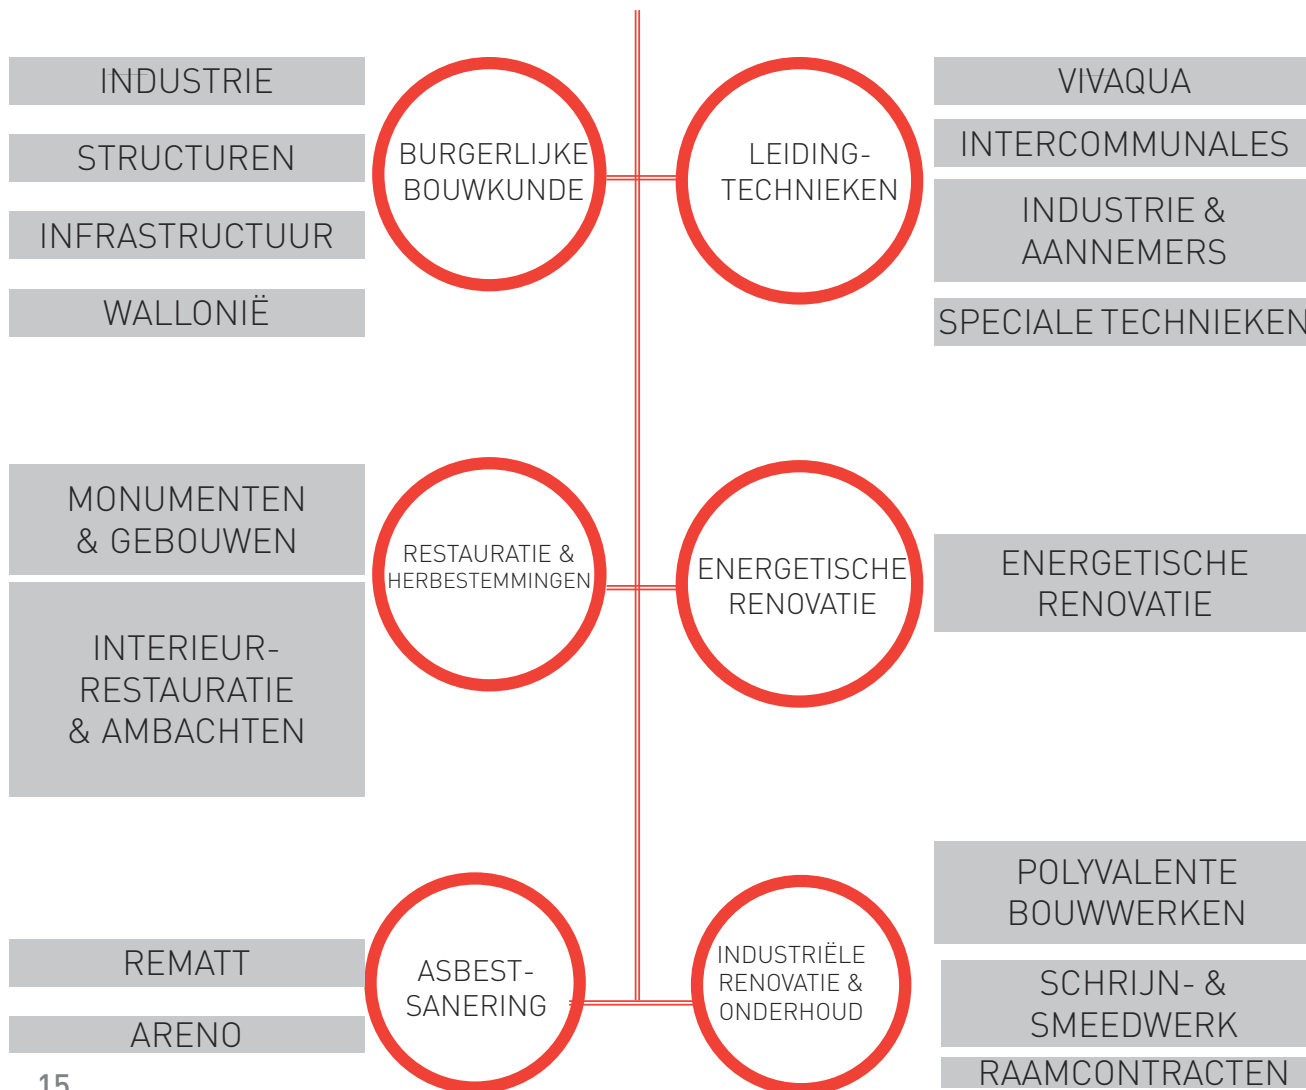 INDUSTRIE
STRUCTUREN
INFRASTRUCTUUR
WALLONIË
BURGERLIJKE
BOUWKUNDE
LEIDING-
TECHNIEKEN
VIVAQUA
INTERCOMMUNALES
INDUSTRIE &
AANNEMERS
SPECIALE TECHNIEKEN
MONUMENTEN
& GEBOUWEN
INTERIEUR-
RESTAURATIE
& AMBACHTEN
RESTAURATIE &
HERBESTEMMINGEN
ENERGETISCHE
RENOVATIE
ENERGETISCHE
RENOVATIE
REMATT
ARENO
ASBEST-
SANERING
INDUSTRIËLE
RENOVATIE &
ONDERHOUD
POLYVALENTE
BOUWWERKEN
SCHRIJN- &
SMEEDWERK
RAAMCONTRACTEN
15